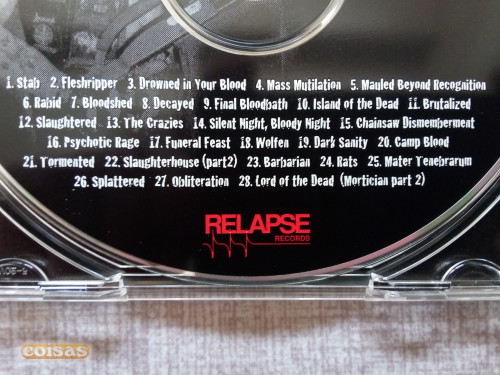 1. Stab 2. Fleshripper 3. Drowned in Your Blood 4. Mass Mutilation 5. Mauled Beyond Recognition
6. Rabid 7. Bloodshed 8. Decayed 9. Final Bloodbath 10. Island of the Dead 11. Brutalized
12. Slaughtered 13. The Crazies 14. Silent Night, Bloody Night 15. Chainsaw Dismemberment
16. Psychotic Rage 17. Funeral Feast 18. Wolfen 19. Dark Sanity 20. Camp Blood
21. Tormented 22. Slaughterhouse (part2) 23. Barbarian 24. Rats 25. Mater Tenebrarum
26. Splattered 27. Obliteration 28. Lord of the Dead (Mortician part 2)
RELAPSE
RECORDS
coisas